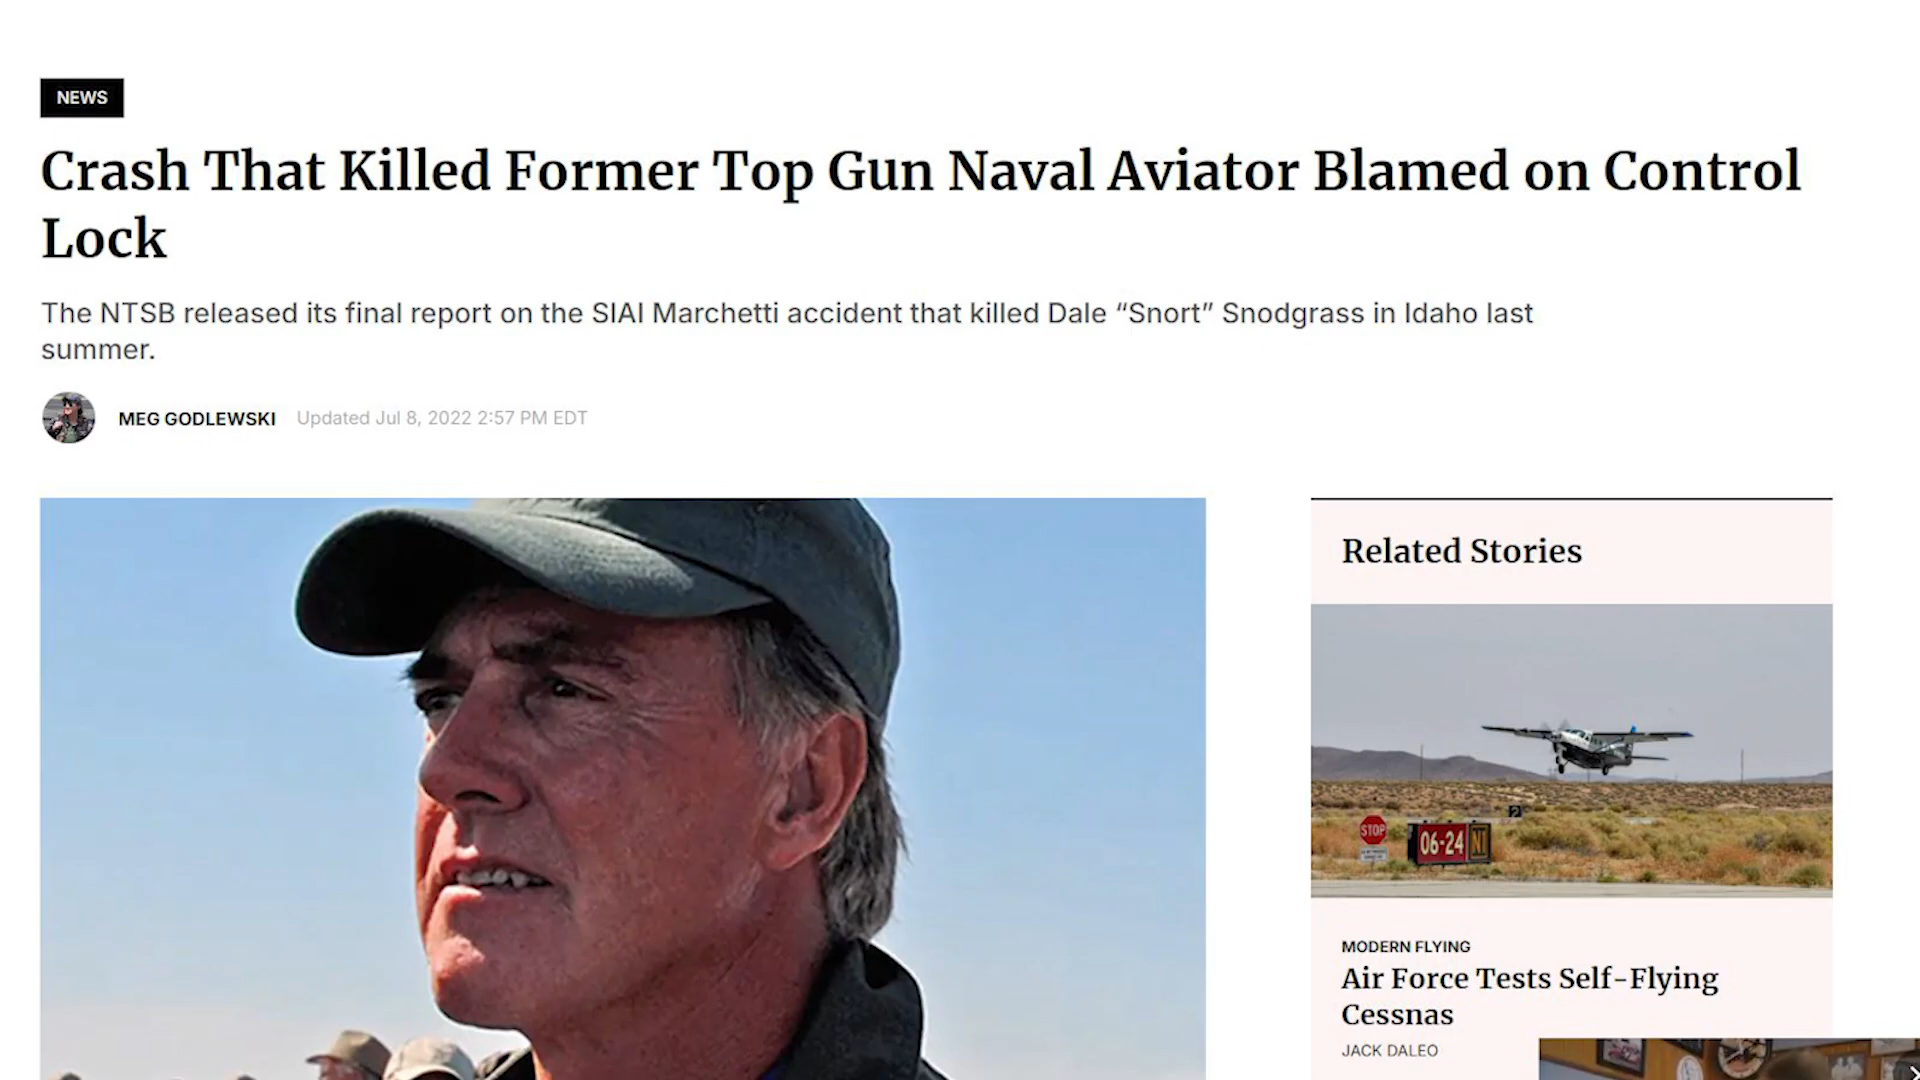 NEWS
Crash That Killed Former Top Gun Naval Aviator Blamed on Control
Lock
The NTSB released its final report on the SIAI Marchetti accident that killed Dale “Snort” Snodgrass in Idaho last
summer.
MEG GODLEWSKI Updated Jul 8, 2022 2:57 PM EDT
Related Stories
2
STOP
06-24 N1
MODERN FLYING
Air Force Tests Self-Flying
Cessnas
JACK DALEO